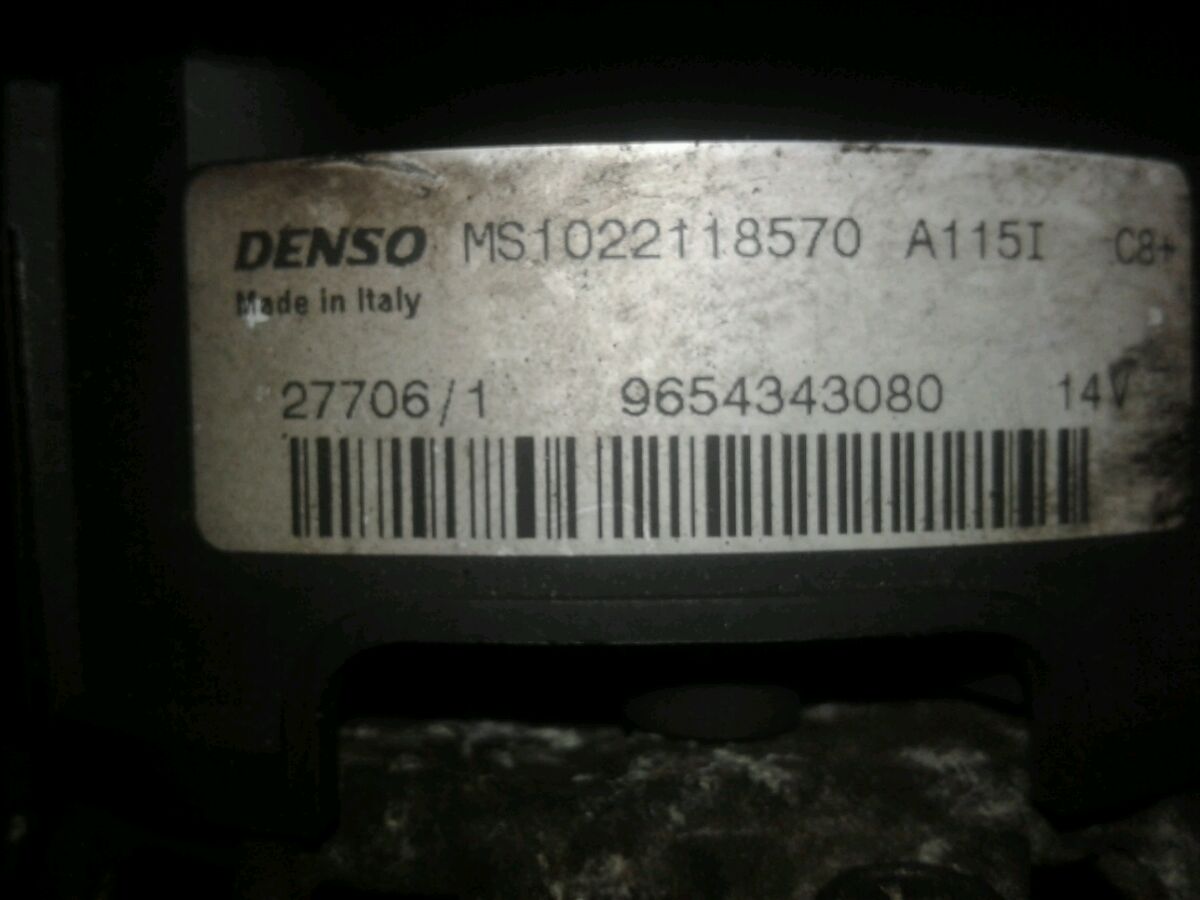 DENSO MS1022118570 A115I C8+
Made in Italy
27706/1 9654343080 14V